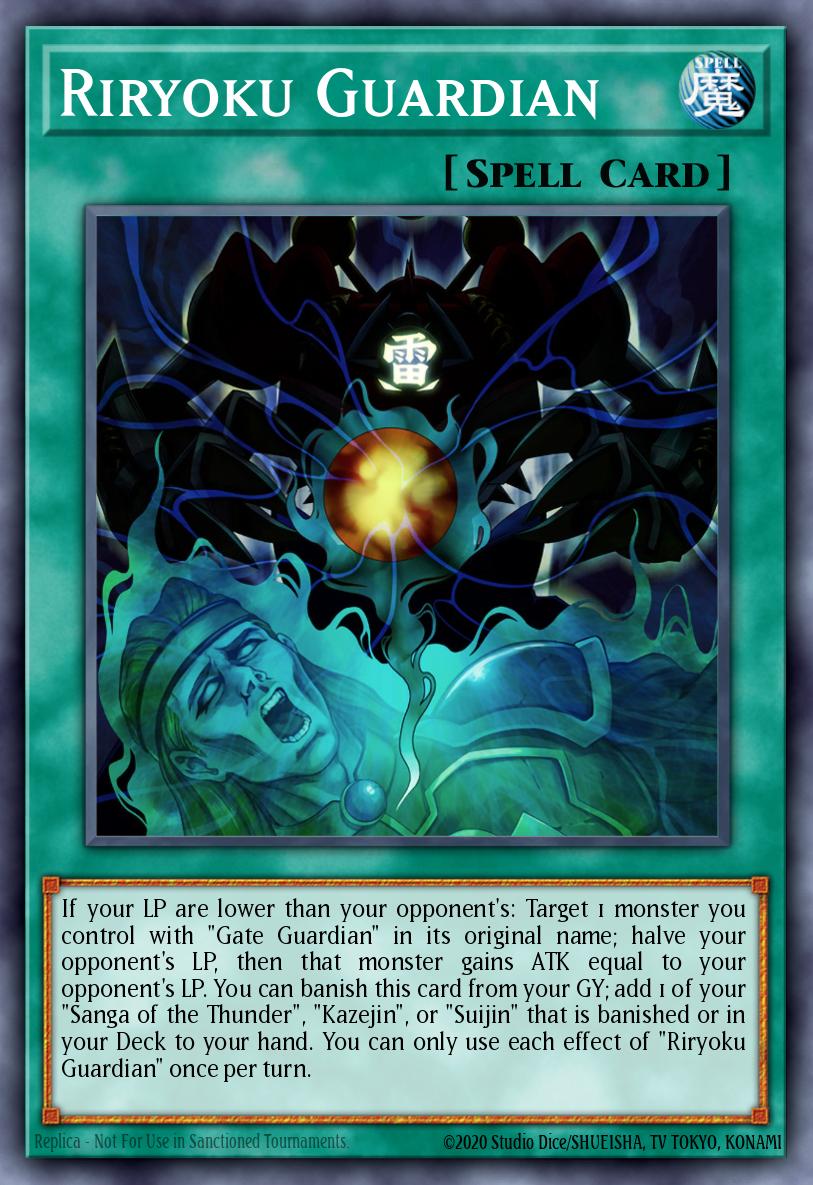 Riryoku Guardian
SPELL
魔
[Spell Card]
雷
If your LP are lower than your opponent's: Target 1 monster you
control with "Gate Guardian" in its original name; halve your
opponent's LP, then that monster gains ATK equal to your
opponent's LP. You can banish this card from your GY; add 1 of your
"Sanga of the Thunder", "Kazejin", or "Suijin" that is banished or in
your Deck to your hand. You can only use each effect of "Riryoku
Guardian" once per turn.
Replica - Not For Use in Sanctioned Tournaments.
©2020 Studio Dice/SHUEISHA, TV TOKYO, KONAMI